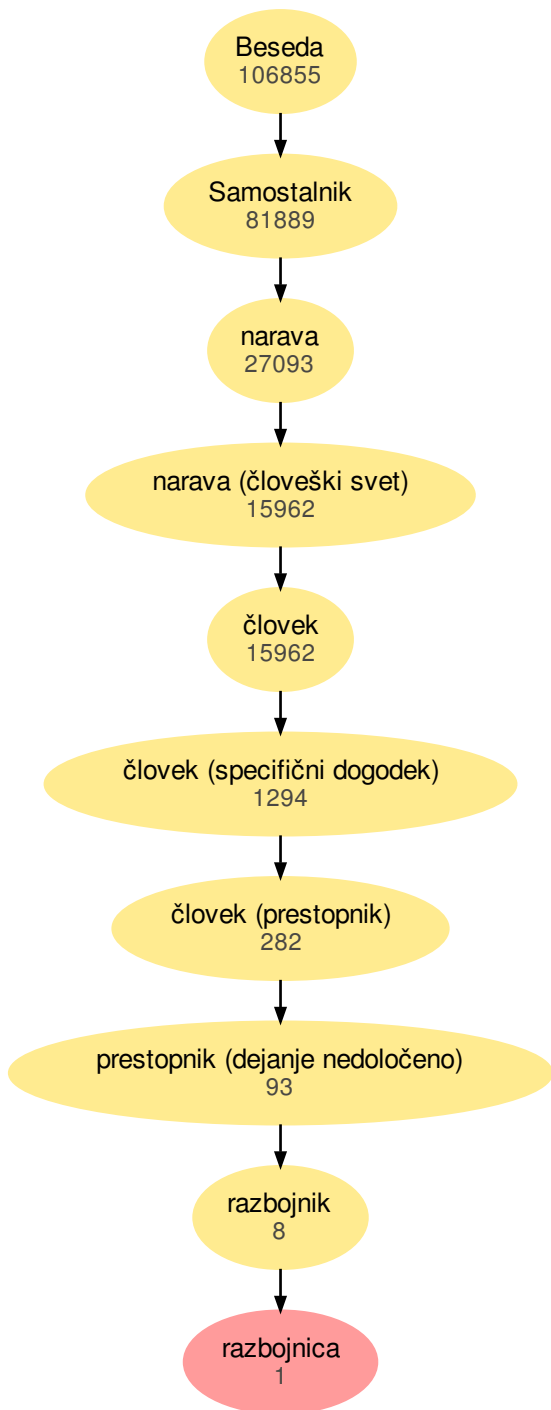 Beseda
106855
Samostalnik
81889
narava
27093
narava (človeški svet)
15962
človek
15962
človek (specifični dogodek)
1294
človek (prestopnik)
282
prestopnik (dejanje nedoločeno)
93
razbojnik
8
razbojnica
1